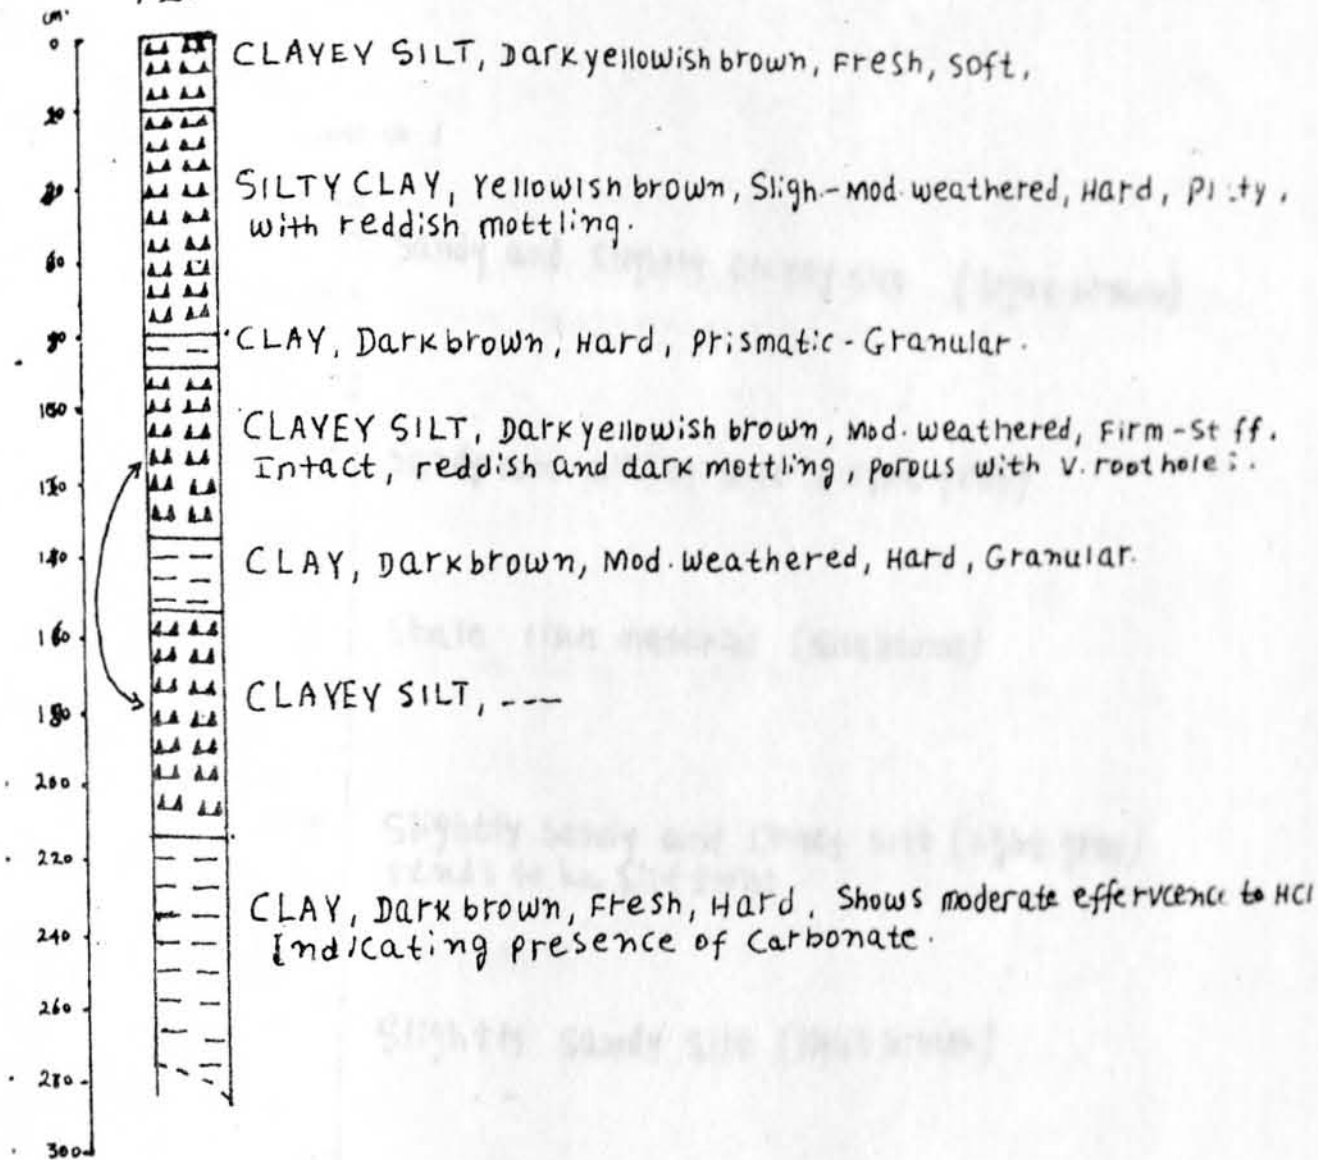 cm.
0
CLAYEY SILT, Dark yellowish brown, Fresh, soft,
20
SILTY CLAY, Yellowish brown, Sligh-Mod. weathered, Hard,
with reddish mottling.
60
CLAY, Dark brown, Hard, Prismatic-Granular.
100
CLAYEY SILT, Dark yellowish brown, Mod. weathered, Firm-St ff.
Intact, reddish and dark mottling, porous with v. root hole
120
140
CLAY, Dark brown, Mod. weathered, Hard, Granular.
160
CLAYEY SILT, ---
180
200
220
CLAY, Dark brown, Fresh, Hard, Shows moderate effervcence to HCl
Indicating presence of Carbonate.
240
260
280
300